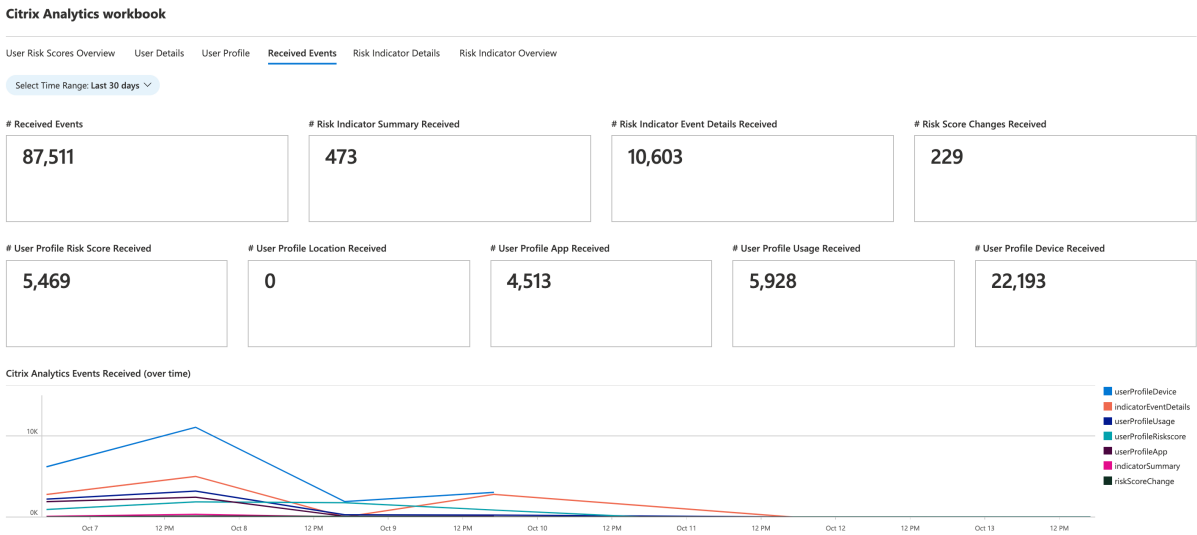 Citrix Analytics workbook
User Risk Scores Overview User Details User Profile Received Events Risk Indicator Details Risk Indicator Overview
Select Time Range: Last 30 days
# Received Events # Risk Indicator Summary Received # Risk Indicator Event Details Received # Risk Score Changes Received
87,511 473 10,603 229
# User Profile Risk Score Received # User Profile Location Received # User Profile App Received # User Profile Usage Received # User Profile Device Received
5,469 0 4,513 5,928 22,193
Citrix Analytics Events Received (over time)
userProfileDevice
indicatorEventDetails
userProfileUsage
userProfileRiskscore
userProfileApp
indicatorSummary
riskScoreChange
10K
0K
Oct 7 12 PM Oct 8 12 PM Oct 9 12 PM Oct 10 12 PM Oct 11 12 PM Oct 12 12 PM Oct 13 12 PM